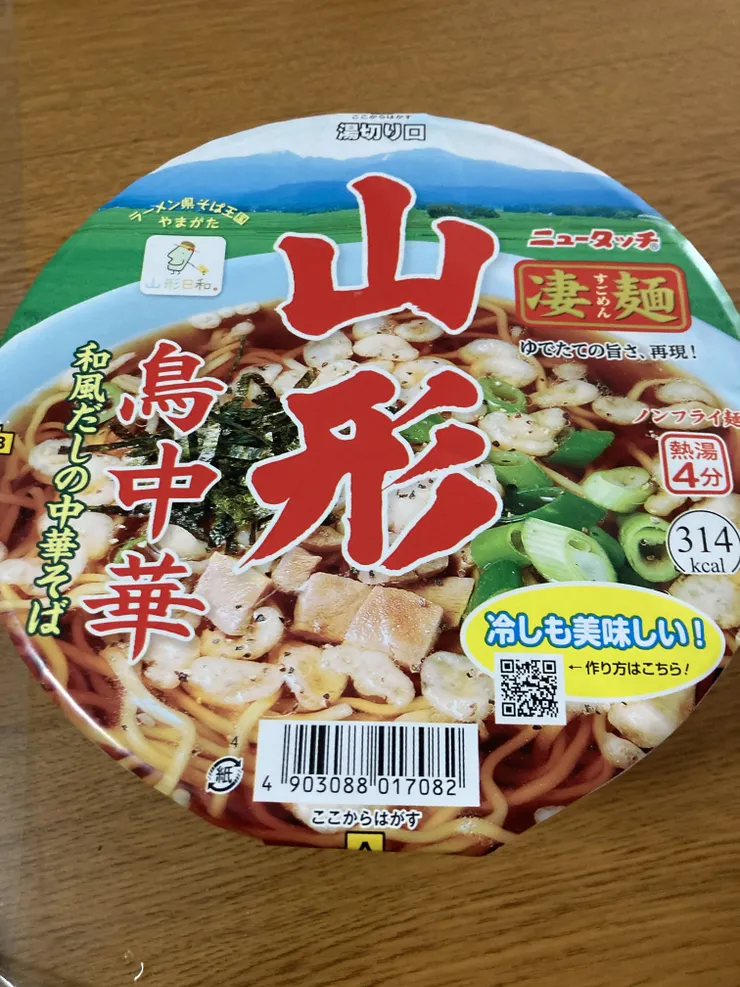 ここからはがす
湯切り口
ラーメン県そば王国
やまがた
山形日和。
山形
鳥中華
和風だしの中華そば
ニュータッチ®
凄麺
すごめん
ゆでたての旨さ、再現!
ノンフライ麺
熱湯
4分
314
kcal
冷しも美味しい!
←作り方はこちら!
4
紙
4 903088 017082
ここからはがす
A